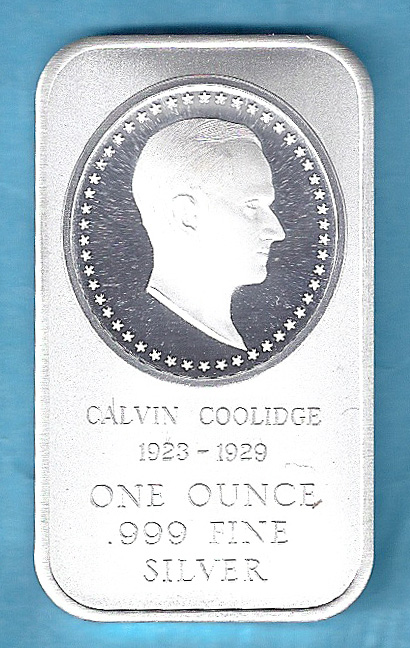 CALVIN COOLIDGE
1923 - 1929
ONE OUNCE
.999 FINE
SILVER